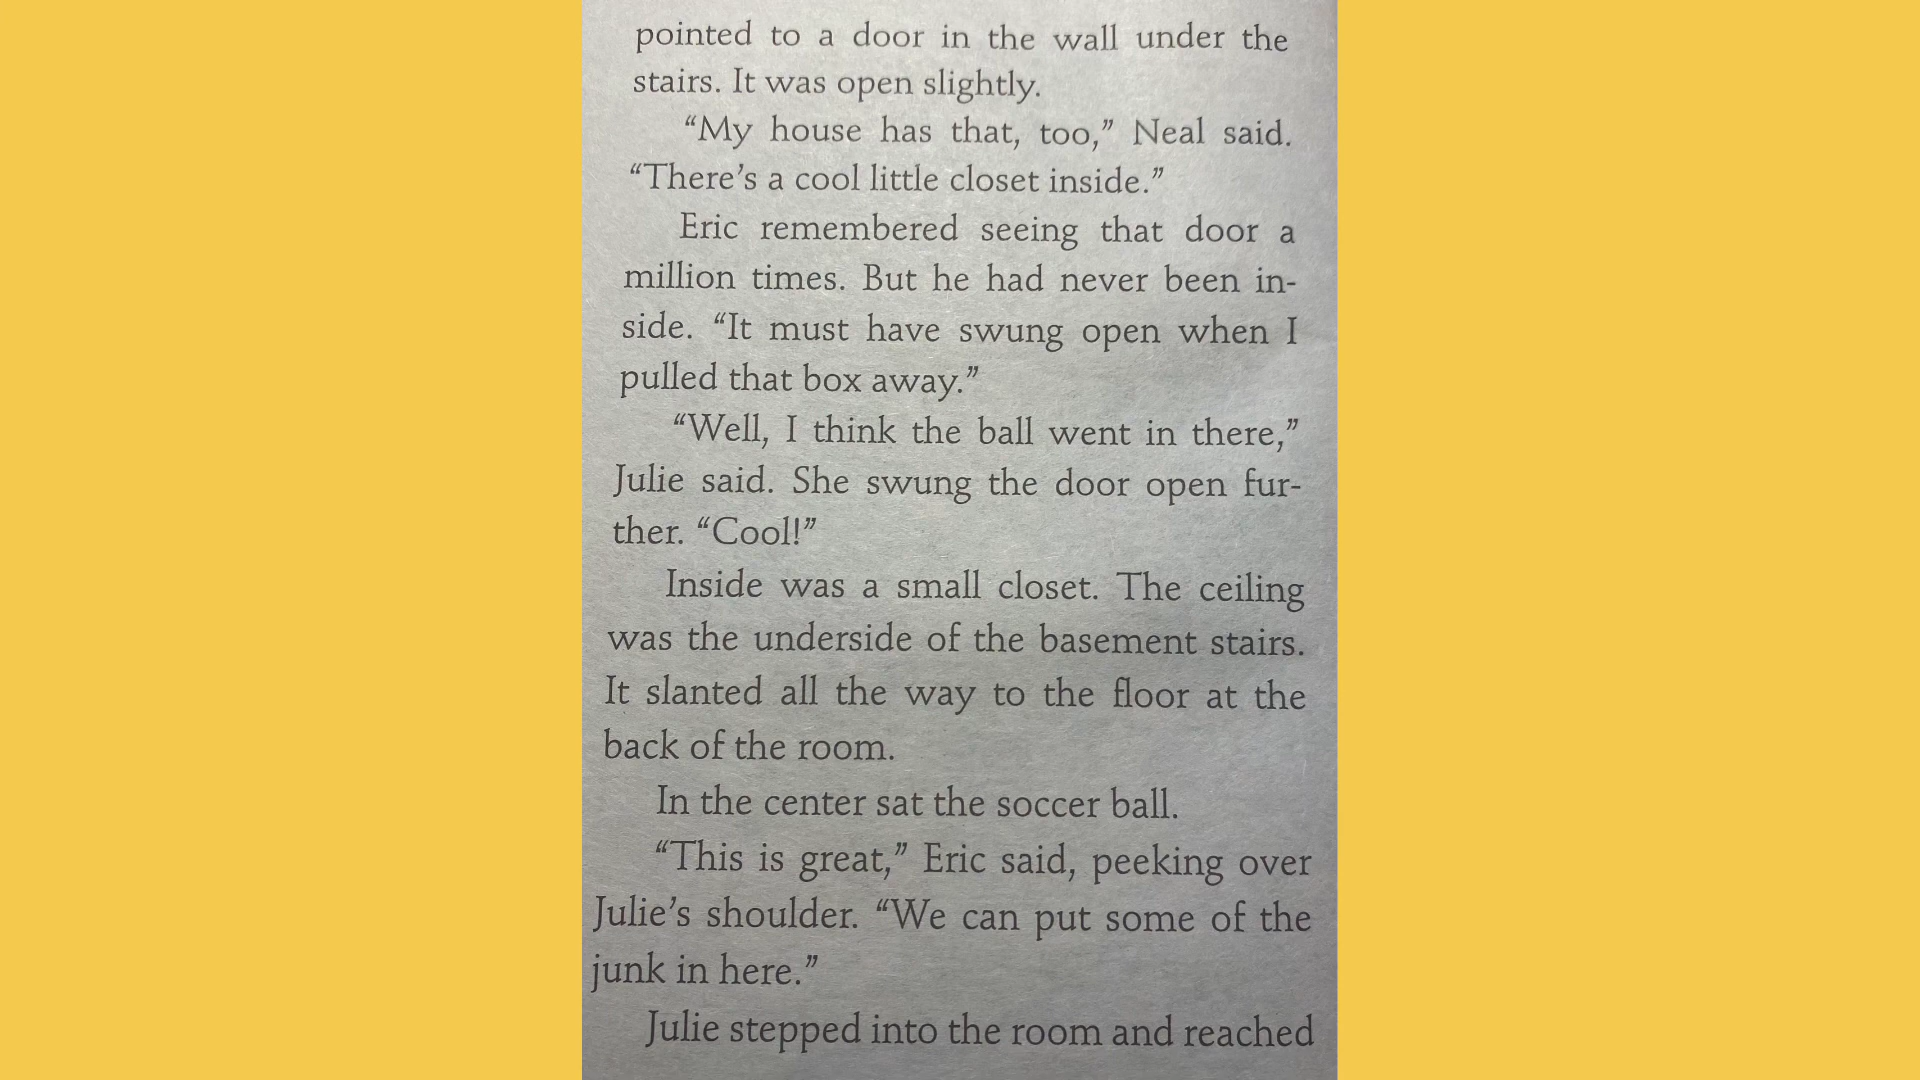 pointed to a door in the wall under the
stairs. It was open slightly.
“My house has that, too,” Neal said.
“There’s a cool little closet inside.”
Eric remembered seeing that door a
million times. But he had never been in-
side. “It must have swung open when I
pulled that box away.”
“Well, I think the ball went in there,”
Julie said. She swung the door open fur-
ther. “Cool!”
Inside was a small closet. The ceiling
was the underside of the basement stairs.
It slanted all the way to the floor at the
back of the room.
In the center sat the soccer ball.
“This is great,” Eric said, peeking over
Julie’s shoulder. “We can put some of the
junk in here.”
Julie stepped into the room and reached